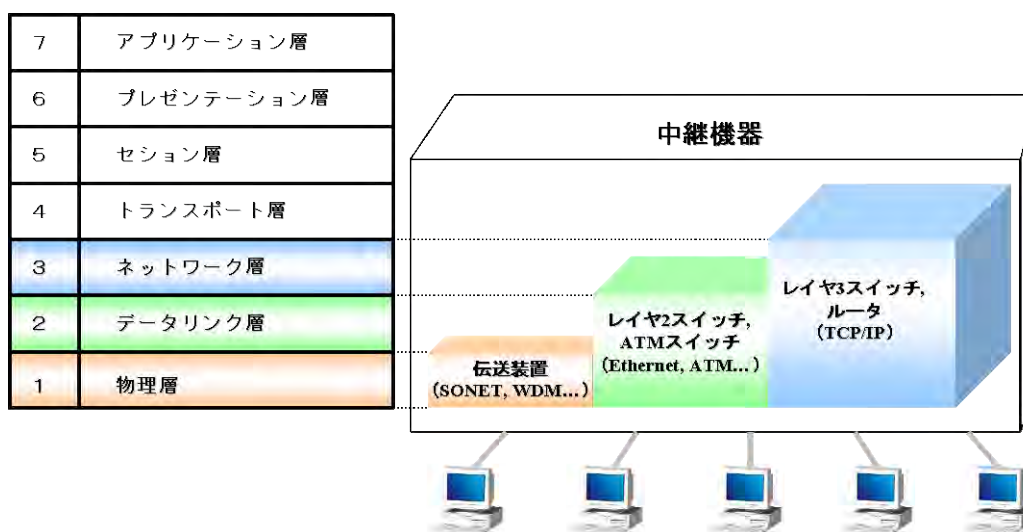 7 アプリケーション層
6 プレゼンテーション層
5 セション層
4 トランスポート層
3 ネットワーク層
2 データリンク層
1 物理層
中継機器
伝送装置
(SONET, WDM...)
レイヤ2スイッチ,
ATMスイッチ
(Ethernet, ATM...)
レイヤ3スイッチ,
ルータ
(TCP/IP)